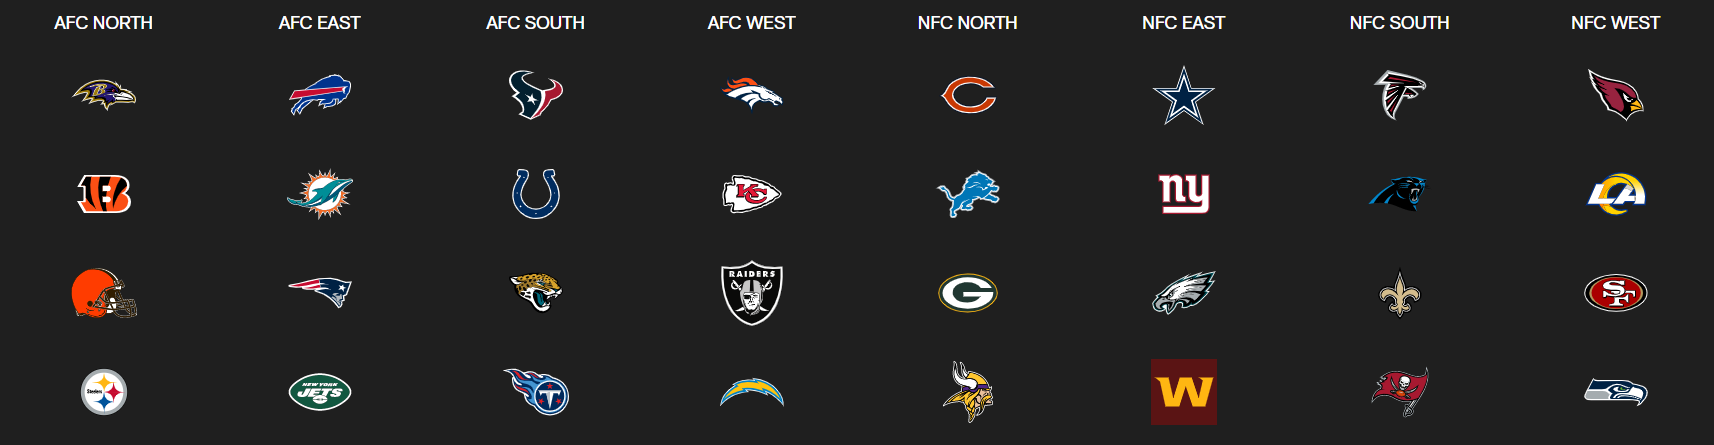 AFC NORTH AFC EAST AFC SOUTH AFC WEST NFC NORTH NFC EAST NFC SOUTH NFC WEST
B
B
KC
ny
LA
RAIDERS
G
SF
Steelers
NEW YORK
JETS
T
W